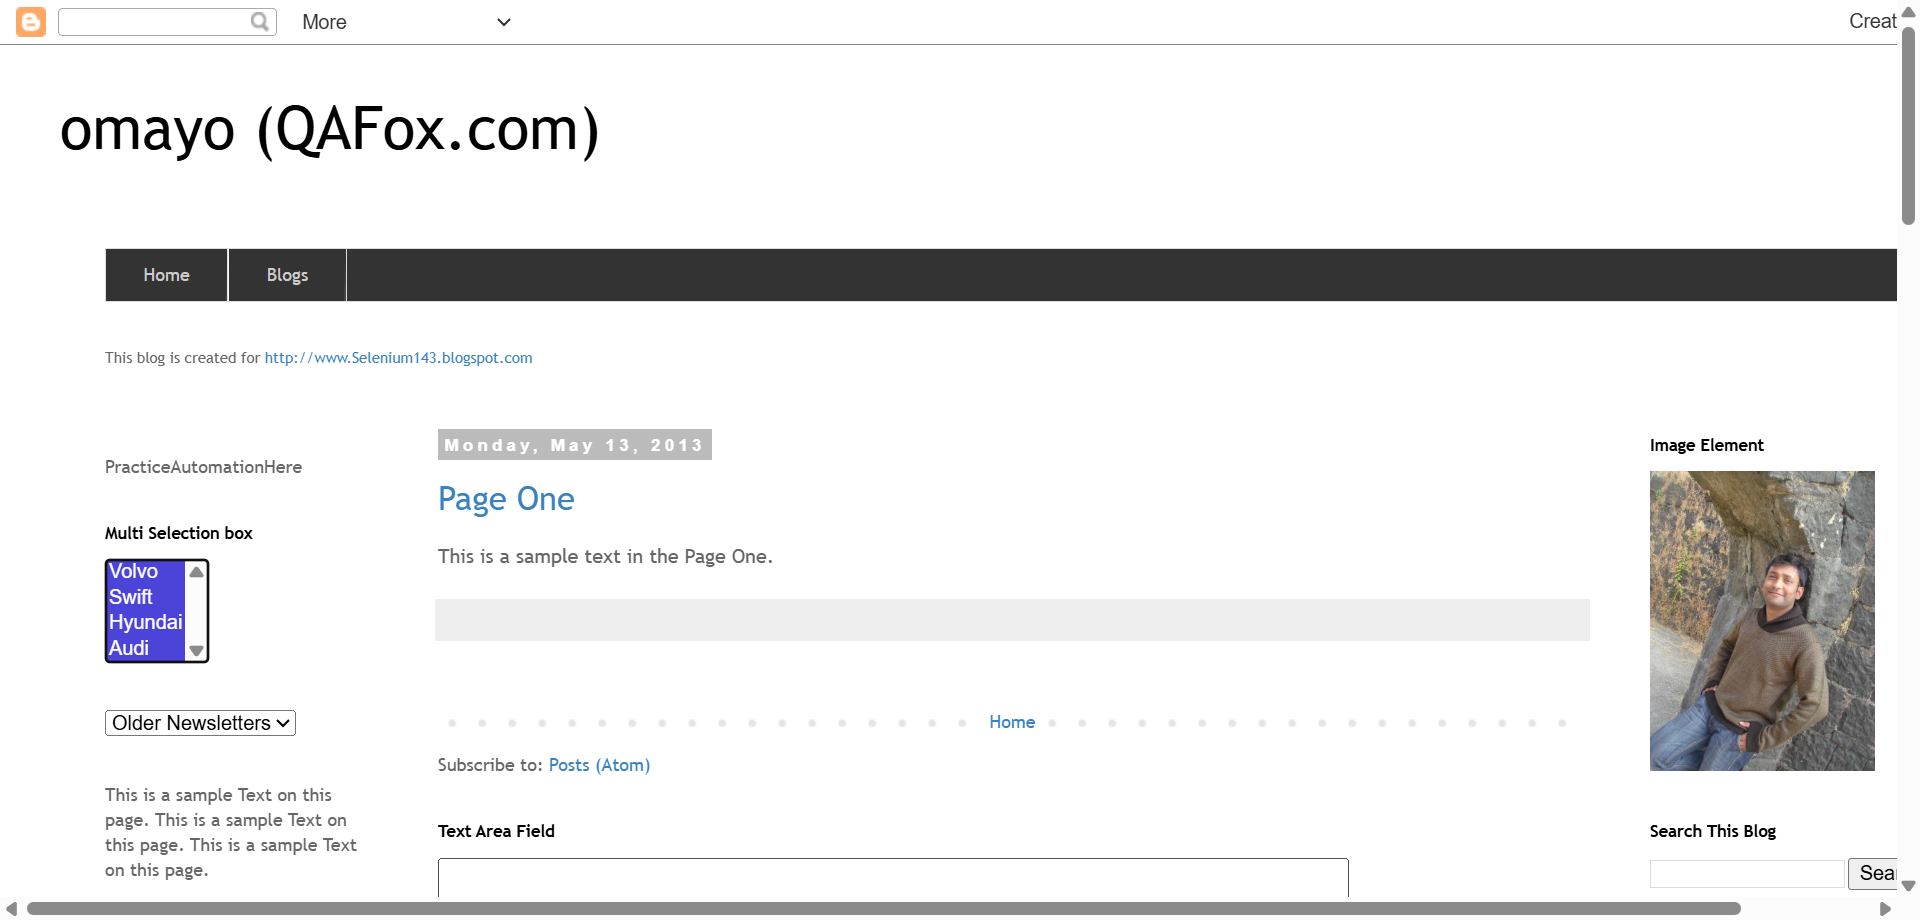 More
Creat
omayo (QAFox.com)
Home
Blogs
This blog is created for http://www.Selenium143.blogspot.com
PracticeAutomationHere
Multi Selection box
Volvo
Swift
Hyundai
Audi
Older Newsletters
This is a sample Text on this
page. This is a sample Text on
this page. This is a sample Text
on this page.
Monday, May 13, 2013
Page One
This is a sample text in the Page One.
Home
Subscribe to: Posts (Atom)
Text Area Field
Image Element
Search This Blog
Sear